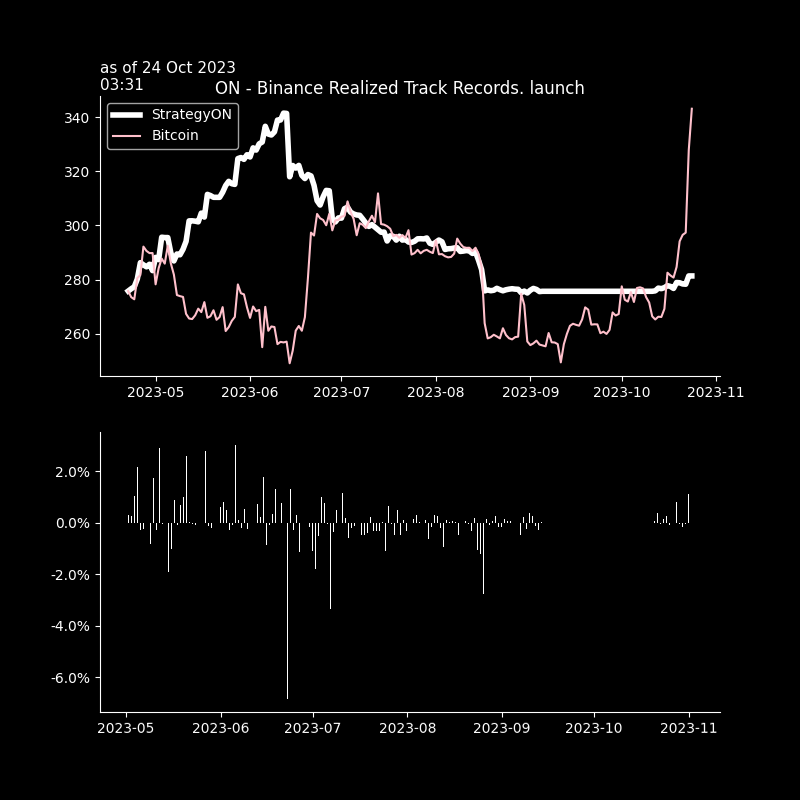 as of 24 Oct 2023
03:31
ON - Binance Realized Track Records. launch
StrategyON
Bitcoin
340
320
300
280
260
2023-05 2023-06 2023-07 2023-08 2023-09 2023-10 2023-11
2.0%
0.0%
-2.0%
-4.0%
-6.0%
2023-05 2023-06 2023-07 2023-08 2023-09 2023-10 2023-11